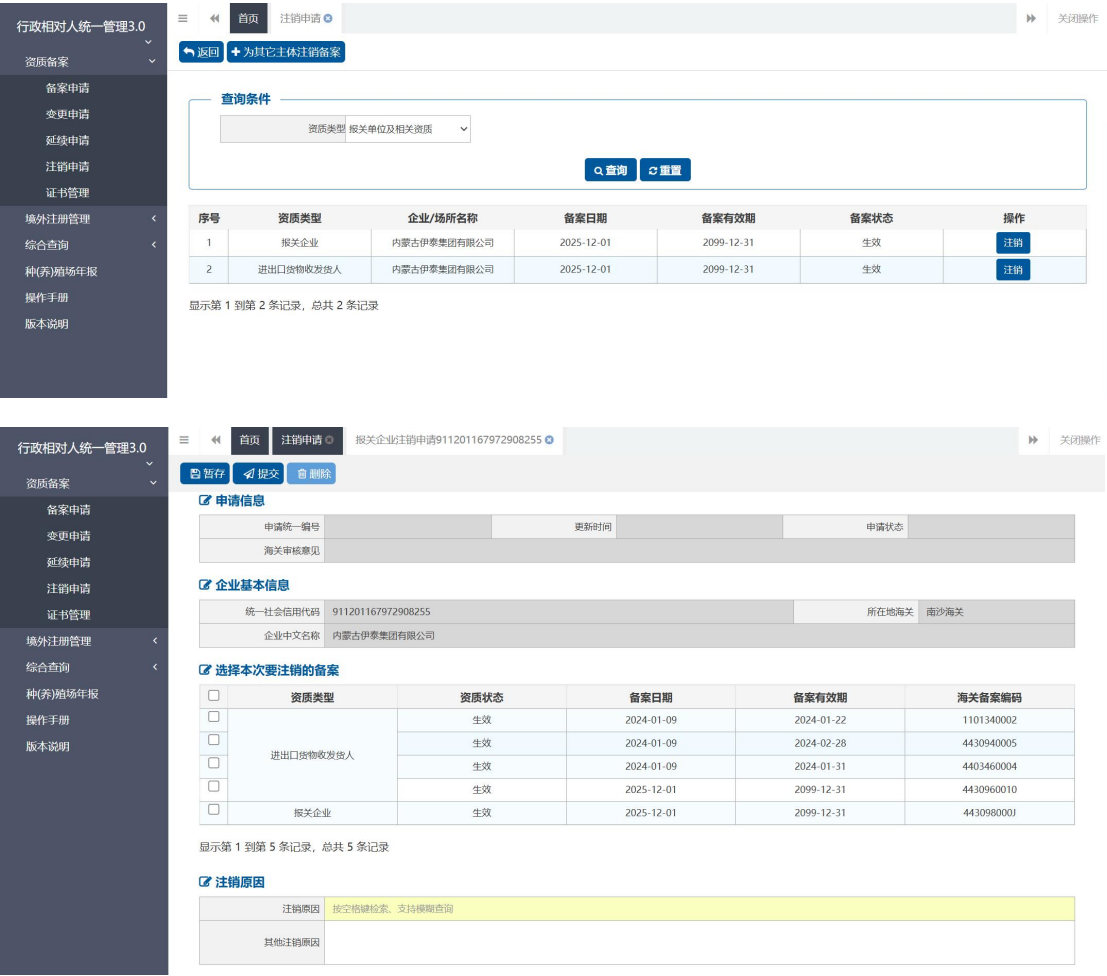 行政相对人统一管理3.0
资质备案
备案申请
变更申请
延续申请
注销申请
证书管理
境外注册管理
综合查询
种(养)殖场年报
操作手册
版本说明
首页 注销申请 关闭操作
返回 为其它主体注销备案
查询条件
资质类型 报关单位及相关资质
查询 重置
序号 资质类型 企业/场所名称 备案日期 备案有效期 备案状态 操作
1 报关企业 内蒙古伊泰集团有限公司 2025-12-01 2099-12-31 生效 注销
2 进出口货物收发货人 内蒙古伊泰集团有限公司 2025-12-01 2099-12-31 生效 注销
显示第 1 到第 2 条记录，总共 2 条记录
行政相对人统一管理3.0
资质备案
备案申请
变更申请
延续申请
注销申请
证书管理
境外注册管理
综合查询
种(养)殖场年报
操作手册
版本说明
首页 注销申请 报关企业注销申请911201167972908255 关闭操作
暂存 提交 删除
申请信息
申请统一编号 更新时间 申请状态
海关审核意见
企业基本信息
统一社会信用代码 911201167972908255 所在地海关 南沙海关
企业中文名称 内蒙古伊泰集团有限公司
选择本次要注销的备案
资质类型 资质状态 备案日期 备案有效期 海关备案编码
生效 2024-01-09 2024-01-22 1101340002
生效 2024-01-09 2024-02-28 4430940005
进出口货物收发货人
生效 2024-01-09 2024-01-31 4403460004
生效 2025-12-01 2099-12-31 4430960010
报关企业 生效 2025-12-01 2099-12-31 443098000J
显示第 1 到第 5 条记录，总共 5 条记录
注销原因
注销原因 按空格键检索、支持模糊查询
其他注销原因